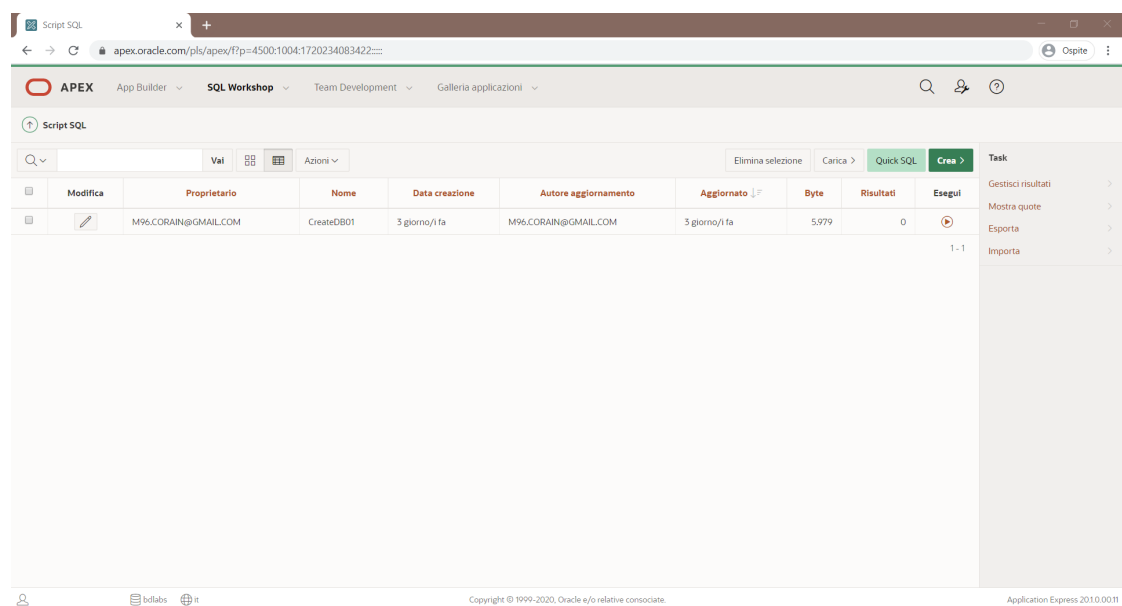 Script SQL
apex.oracle.com/pls/apex/f?p=4500:1004:1720234083422:::::
Ospite
APEX App Builder SQL Workshop Team Development Galleria applicazioni
Script SQL
Vai Azioni Elimina selezione Carica > Quick SQL Crea >
Task
Modifica Proprietario Nome Data creazione Autore aggiornamento Aggiornato Byte Risultati Esegui
M96.CORAIN@GMAIL.COM CreateDB01 3 giorno/i fa M96.CORAIN@GMAIL.COM 3 giorno/i fa 5.979 0
1 - 1
Gestisci risultati
Mostra quote
Esporta
Importa
bdlabs it Copyright © 1999-2020, Oracle e/o relative consociate. Application Express 20.1.0.00.11